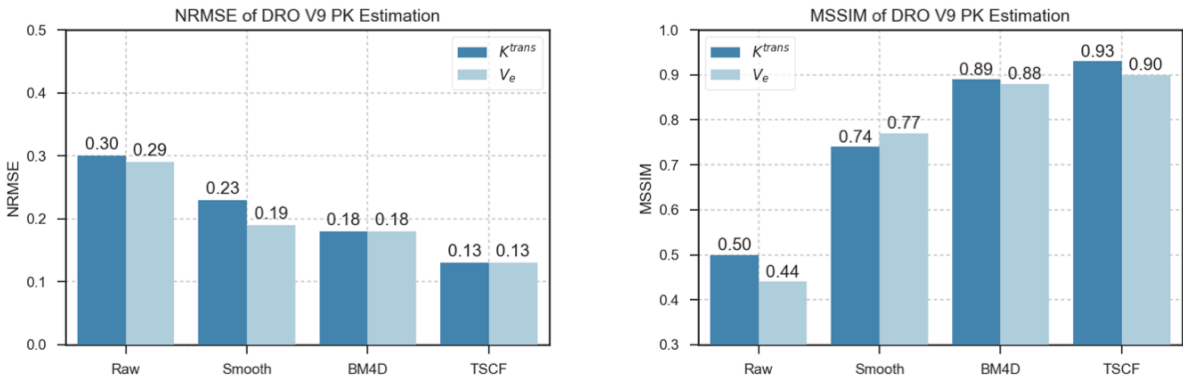 NRMSE of DRO V9 PK Estimation
0.5
0.4
0.3
0.2
0.1
0.0
NRMSE
K^trans
V_e
0.30 0.29
0.23 0.19
0.18 0.18
0.13 0.13
Raw Smooth BM4D TSCF
MSSIM of DRO V9 PK Estimation
1.0
0.9
0.8
0.7
0.6
0.5
0.4
0.3
MSSIM
K^trans
V_e
0.50 0.44
0.74 0.77
0.89 0.88
0.93 0.90
Raw Smooth BM4D TSCF